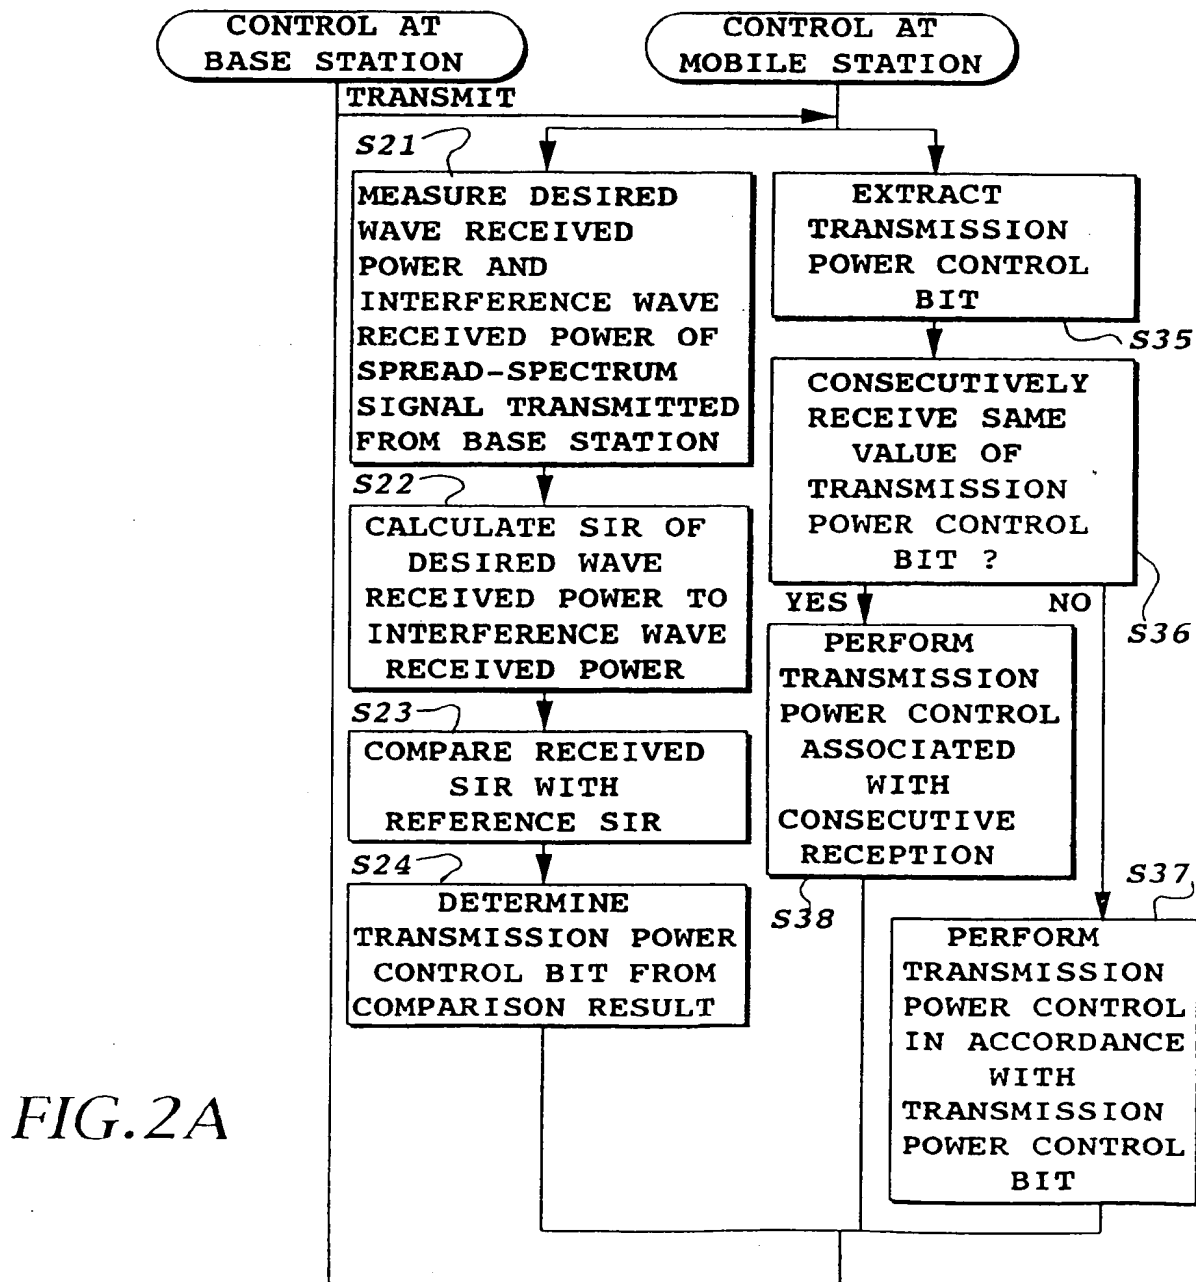 CONTROL AT
BASE STATION
CONTROL AT
MOBILE STATION
TRANSMIT
S21
MEASURE DESIRED
WAVE RECEIVED
POWER AND
INTERFERENCE WAVE
RECEIVED POWER OF
SPREAD-SPECTRUM
SIGNAL TRANSMITTED
FROM BASE STATION
S22
CALCULATE SIR OF
DESIRED WAVE
RECEIVED POWER TO
INTERFERENCE WAVE
RECEIVED POWER
S23
COMPARE RECEIVED
SIR WITH
REFERENCE SIR
S24
DETERMINE
TRANSMISSION POWER
CONTROL BIT FROM
COMPARISON RESULT
EXTRACT
TRANSMISSION
POWER CONTROL
BIT
S35
CONSECUTIVELY
RECEIVE SAME
VALUE OF
TRANSMISSION
POWER CONTROL
BIT ?
S36
YES
NO
PERFORM
TRANSMISSION
POWER CONTROL
ASSOCIATED
WITH
CONSECUTIVE
RECEPTION
S38
S37
PERFORM
TRANSMISSION
POWER CONTROL
IN ACCORDANCE
WITH
TRANSMISSION
POWER CONTROL
BIT
FIG.2A